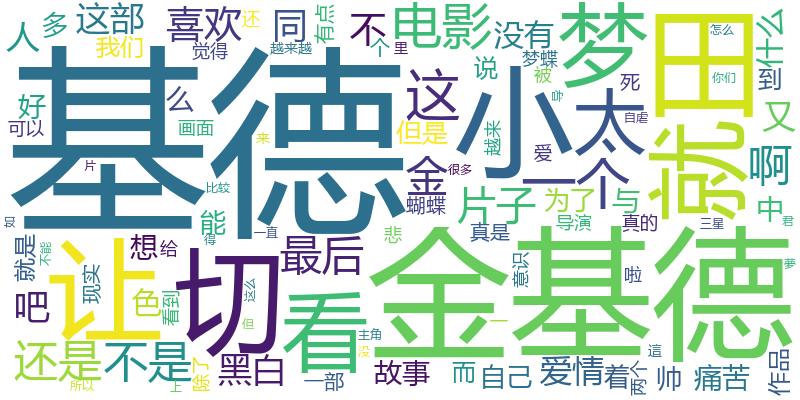 基德
金基德
小
田
让
切
看
就
梦
太
这
一个
电影
喜欢
同
不
没有
人
多
这部
我们
觉得
还
越来越
有点
个
里
说
梦蝶
被
死
什么
怎么
你们
到
好
么
可以
画面
但是
金
越来
爱
自虐
又
啊
片
比较
来
蝴蝶
很多
片子
为了
与
导演
真的
中
三星
君
如
就是
不能
想
给
能
得
一直
最后
悲
真是
意识
啦
夢
吧
现实
色
看到
这么
但
主角
没
一
還
这
还是
不是
所以
上
除了
黑白
一部
故事
而
自己
爱情
着
两个
這
帅
痛苦
作品